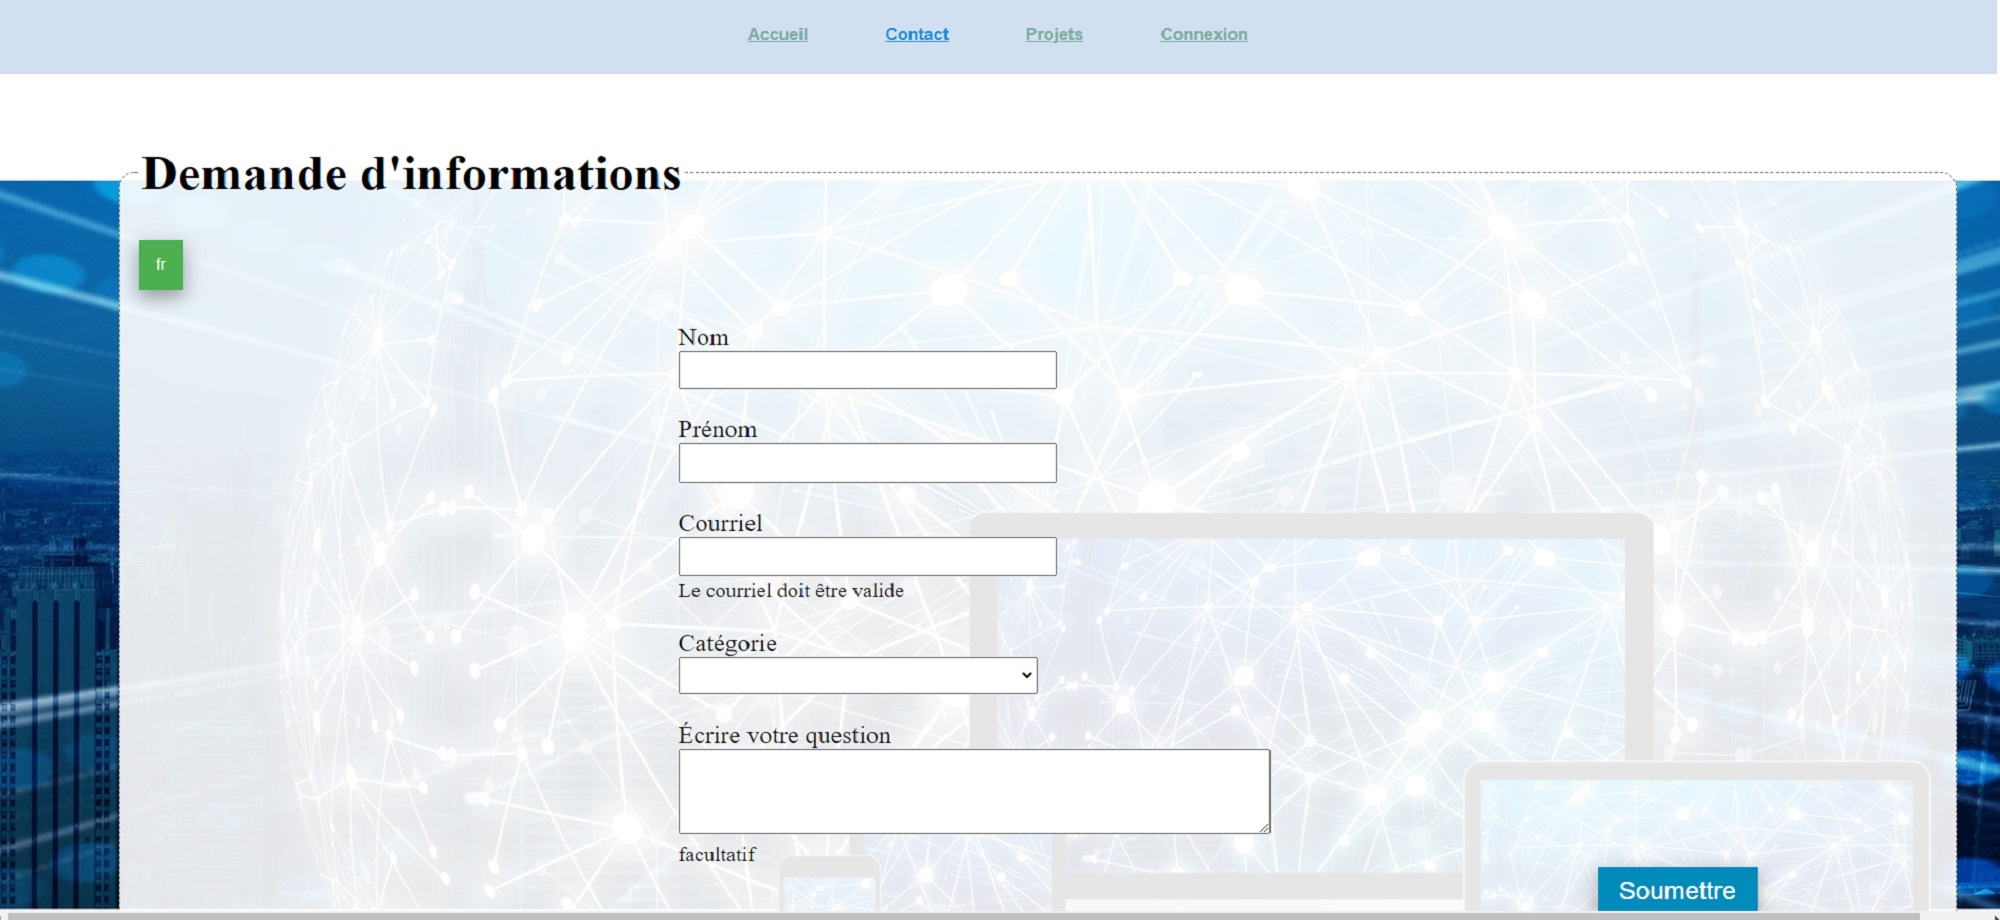 Accueil Contact Projets Connexion
Demande d'informations
fr
Nom
Prénom
Courriel
Le courriel doit être valide
Catégorie
Écrire votre question
facultatif
Soumettre